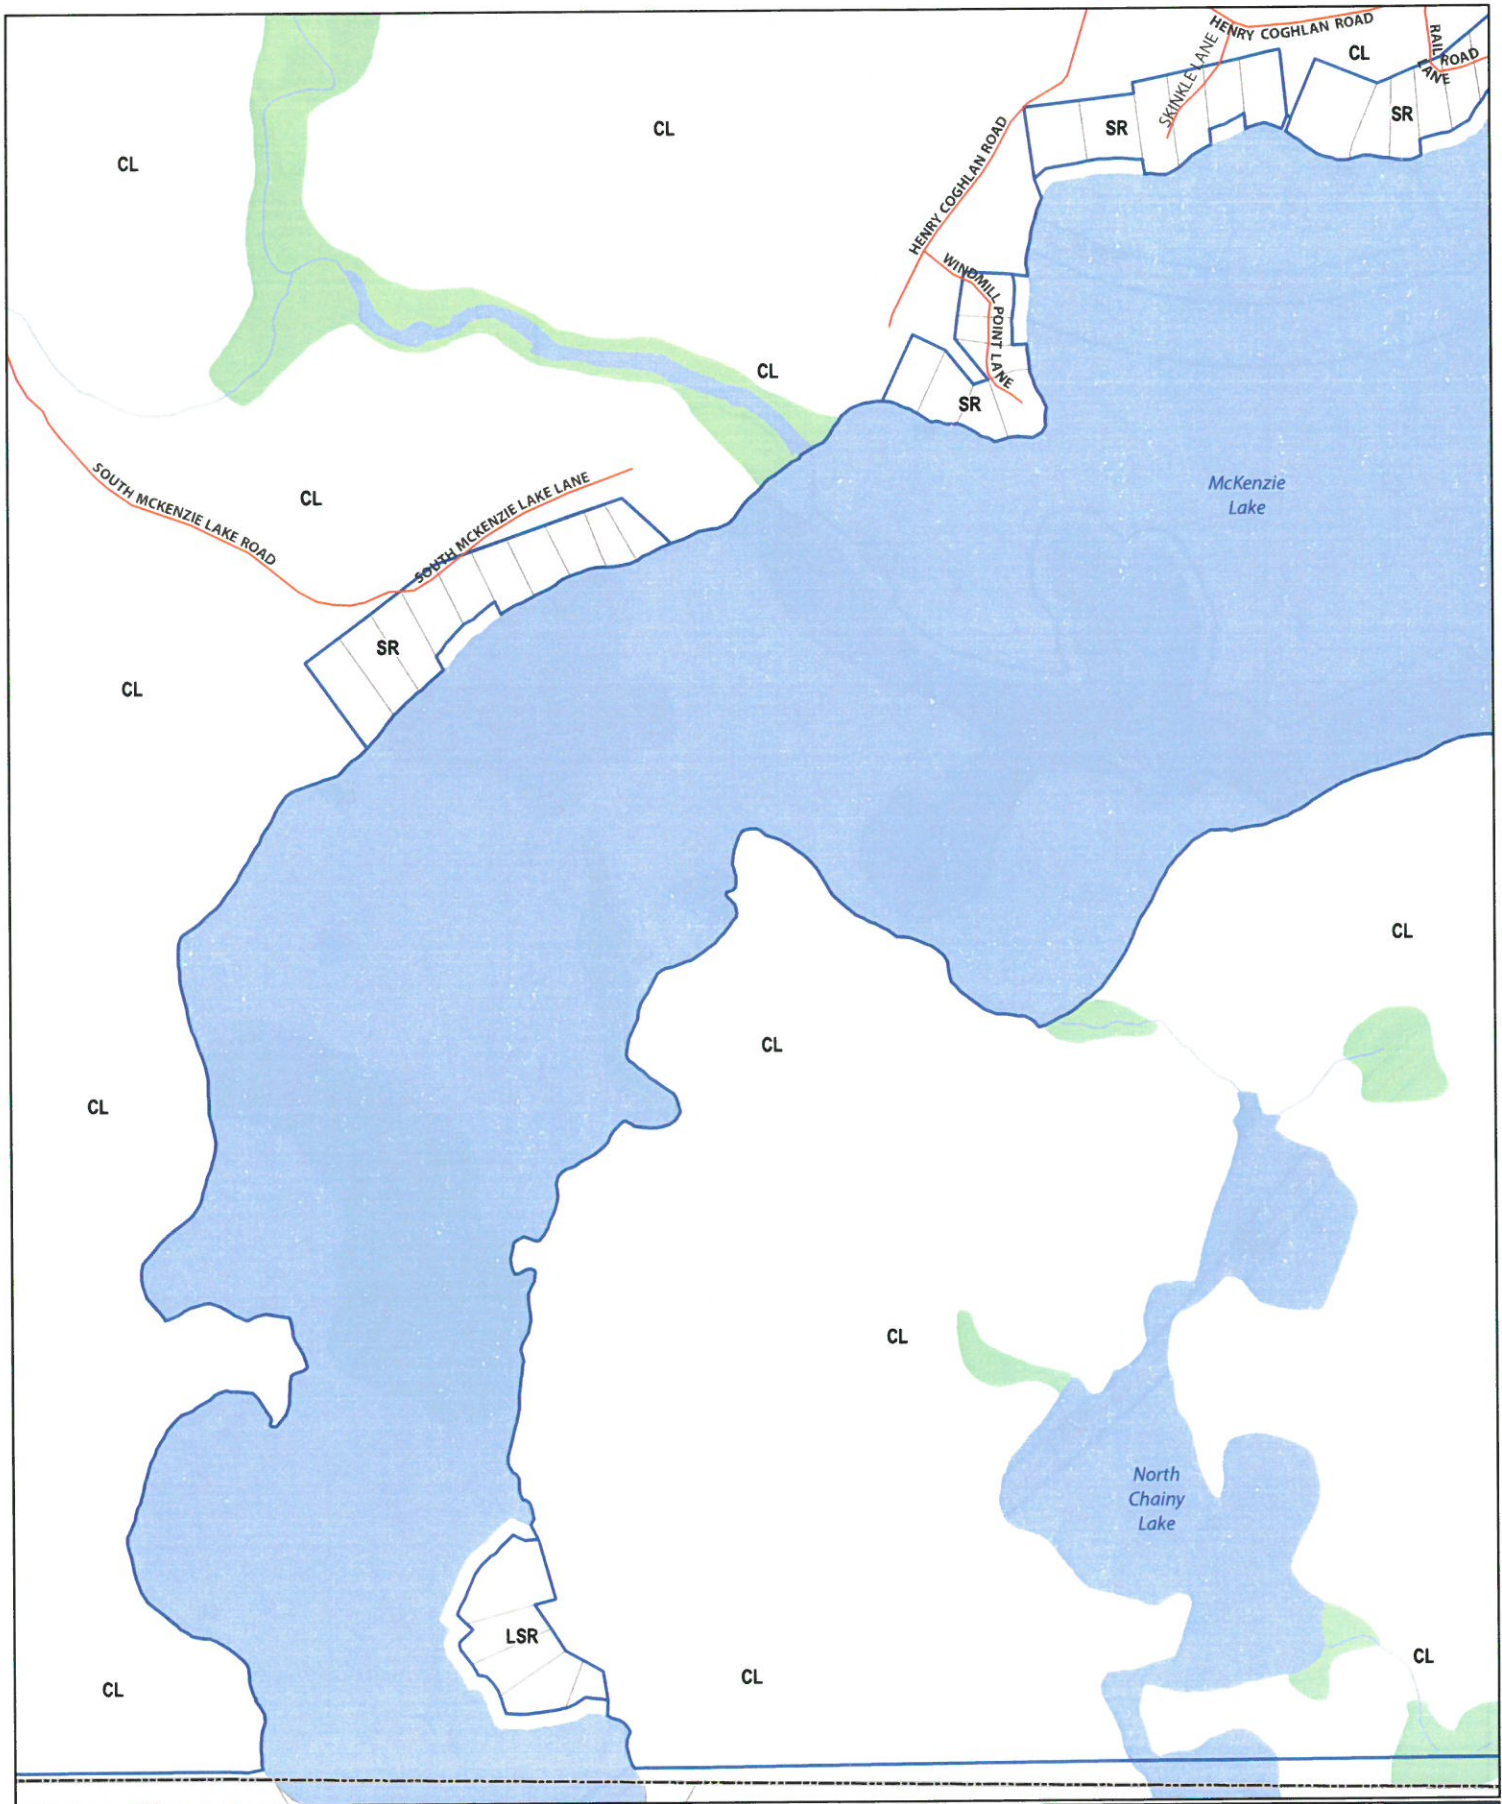 HENRY COGHLAN ROAD
SKINKLE LANE
RAIL ROAD
LANE
CL
CL
CL
SR
SR
HENRY COGHLAN ROAD
WINDMILL POINT LANE
CL
SR
McKenzie
Lake
SOUTH MCKENZIE LAKE ROAD
CL
SOUTH MCKENZIE LAKE LANE
SR
CL
CL
CL
CL
CL
North
Chainy
Lake
LSR
CL
CL
CL